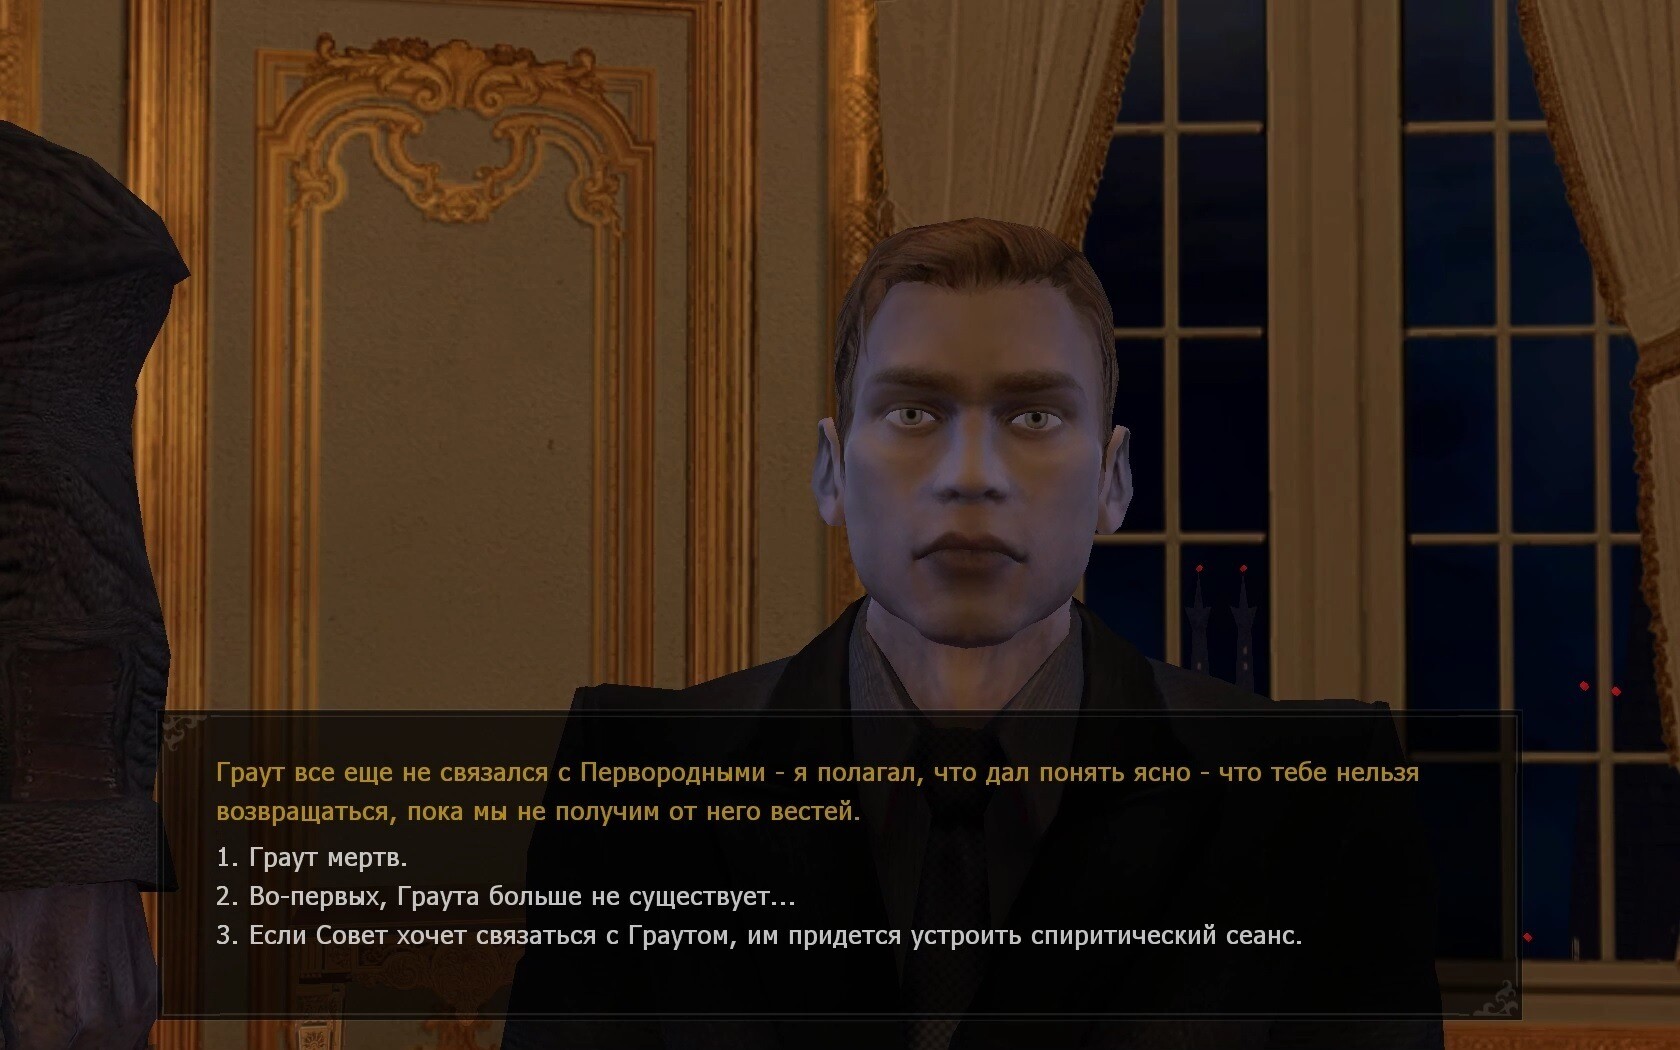 Граут все еще не связался с Первородными - я полагал, что дал понять ясно - что тебе нельзя
возвращаться, пока мы не получим от него вестей.
1. Граут мертв.
2. Во-первых, Граута больше не существует...
3. Если Совет хочет связаться с Граутом, им придется устроить спиритический сеанс.